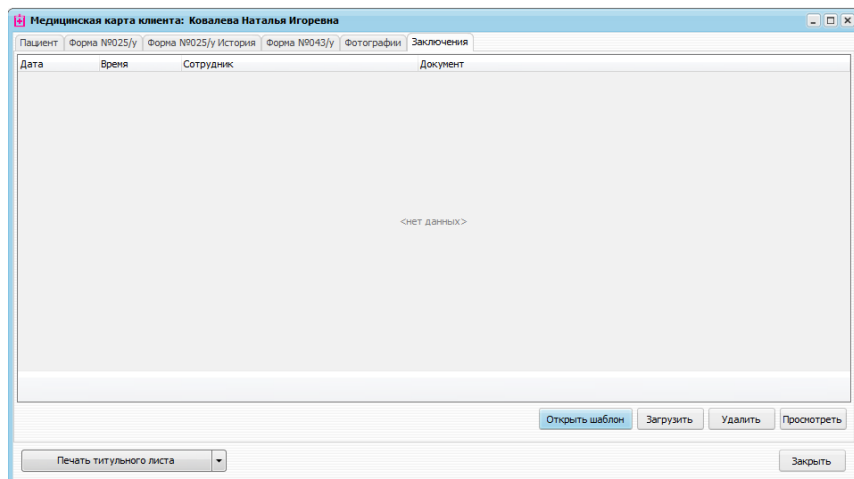 Медицинская карта клиента: Ковалева Наталья Игоревна
Пациент Форма №025/у Форма №025/у История Форма №043/у Фотографии Заключения
Дата Время Сотрудник Документ
<нет данных>
Открыть шаблон Загрузить Удалить Просмотреть
Печать титульного листа Закрыть